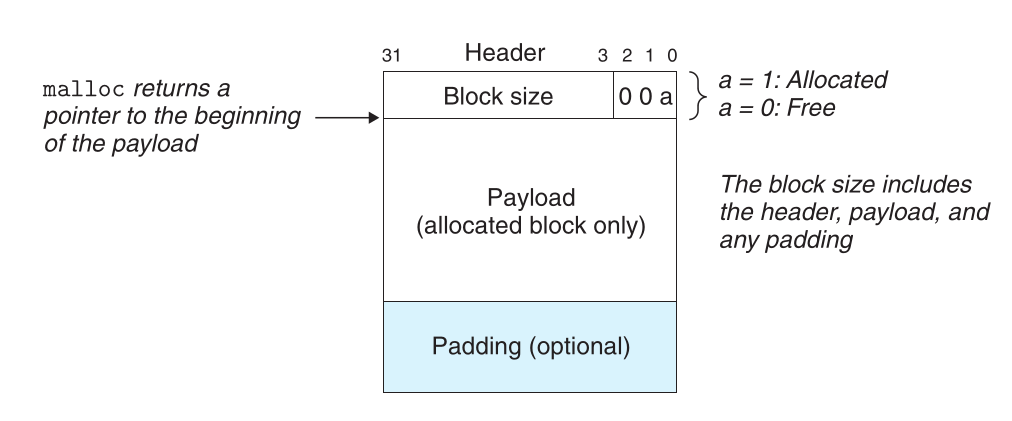 31 Header 3 2 1 0
malloc returns a
pointer to the beginning
of the payload
Block size 0 0 a
a = 1: Allocated
a = 0: Free
Payload
(allocated block only)
The block size includes
the header, payload, and
any padding
Padding (optional)